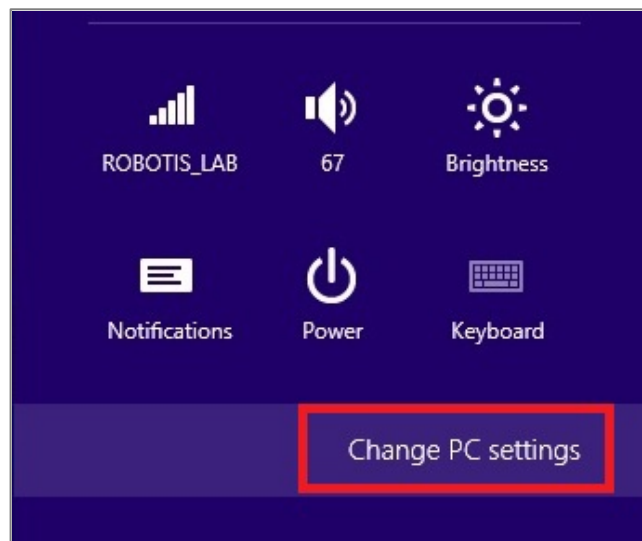 ROBOTIS_LAB 67 Brightness
Notifications Power Keyboard
Change PC settings